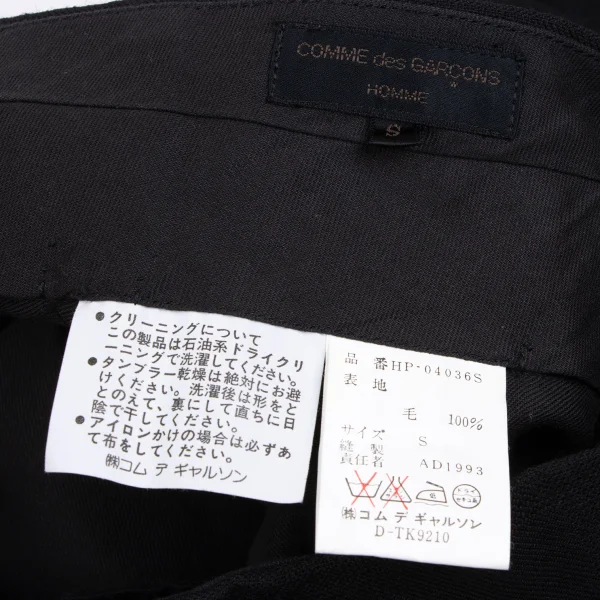 COMME des GARÇONS
HOMME
S
●クリーニングについて
この製品は石油系ドライクリ
ーニングで洗濯してください。
●タンブラー乾燥は絶対にお避
けください。洗濯後は形をと
とのえて、裏にして直ちに日
陰で干してください。
●アイロンかけの場合は必ずあ
て布をしてください。
㈱コム デ ギャルソン
品 番HP-04036S
表 地
毛 100%
サイズ S
縫製
責任者 AD1993
ドライ
㈱コム デ ギャルソン
D-TK9210